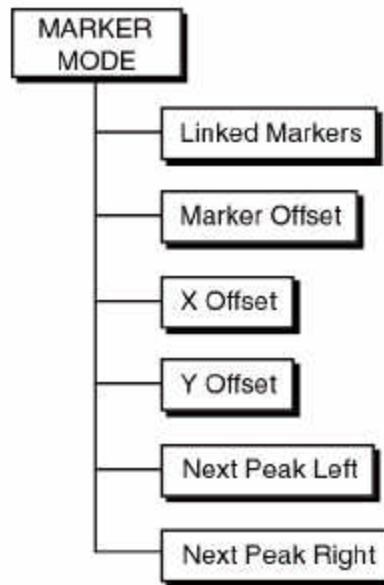 MARKER
MODE
Linked Markers
Marker Offset
X Offset
Y Offset
Next Peak Left
Next Peak Right